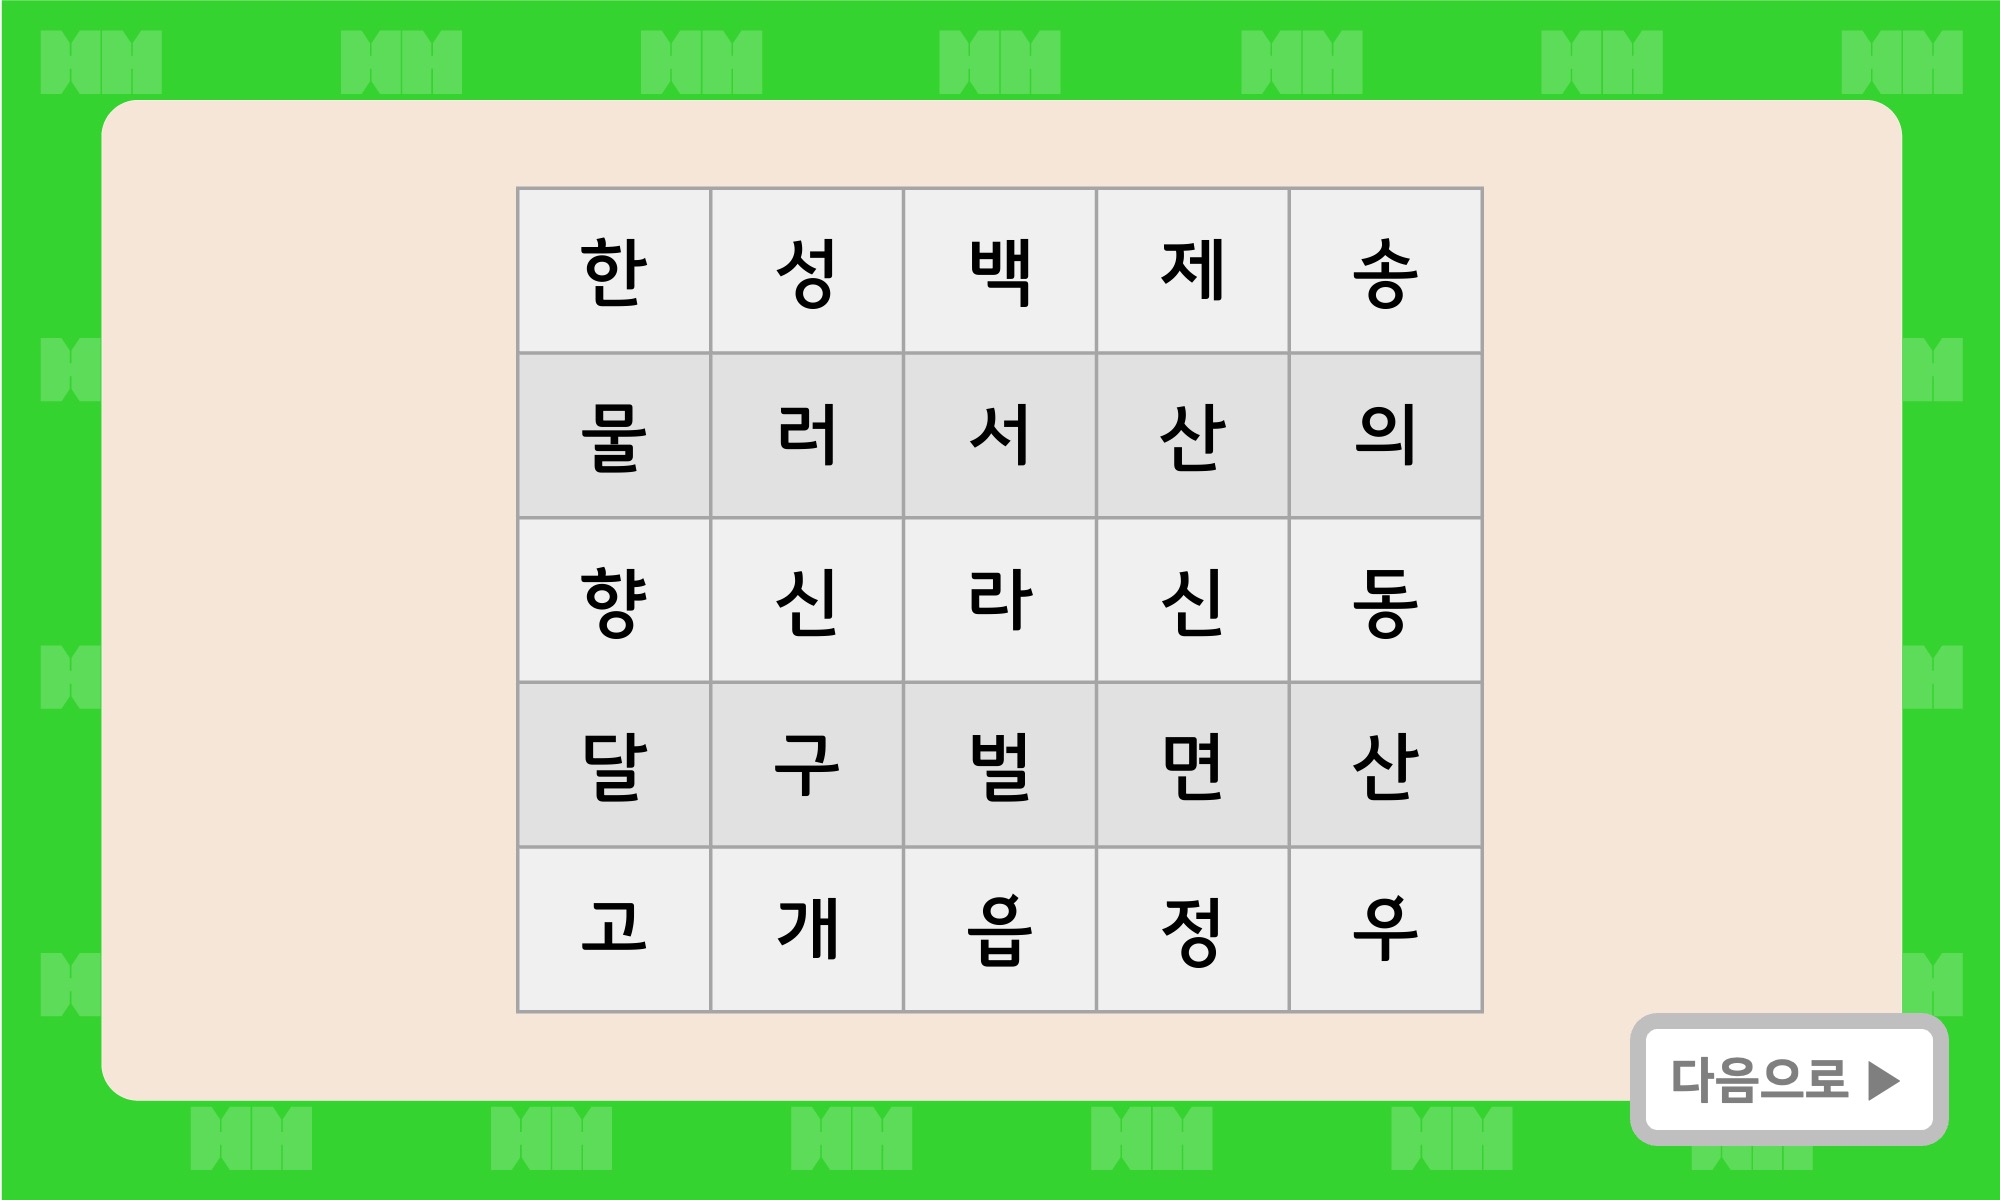 한 성 백 제 송
물 러 서 산 의
향 신 라 신 동
달 구 벌 면 산
고 개 읍 정 우
다음으로 ▶